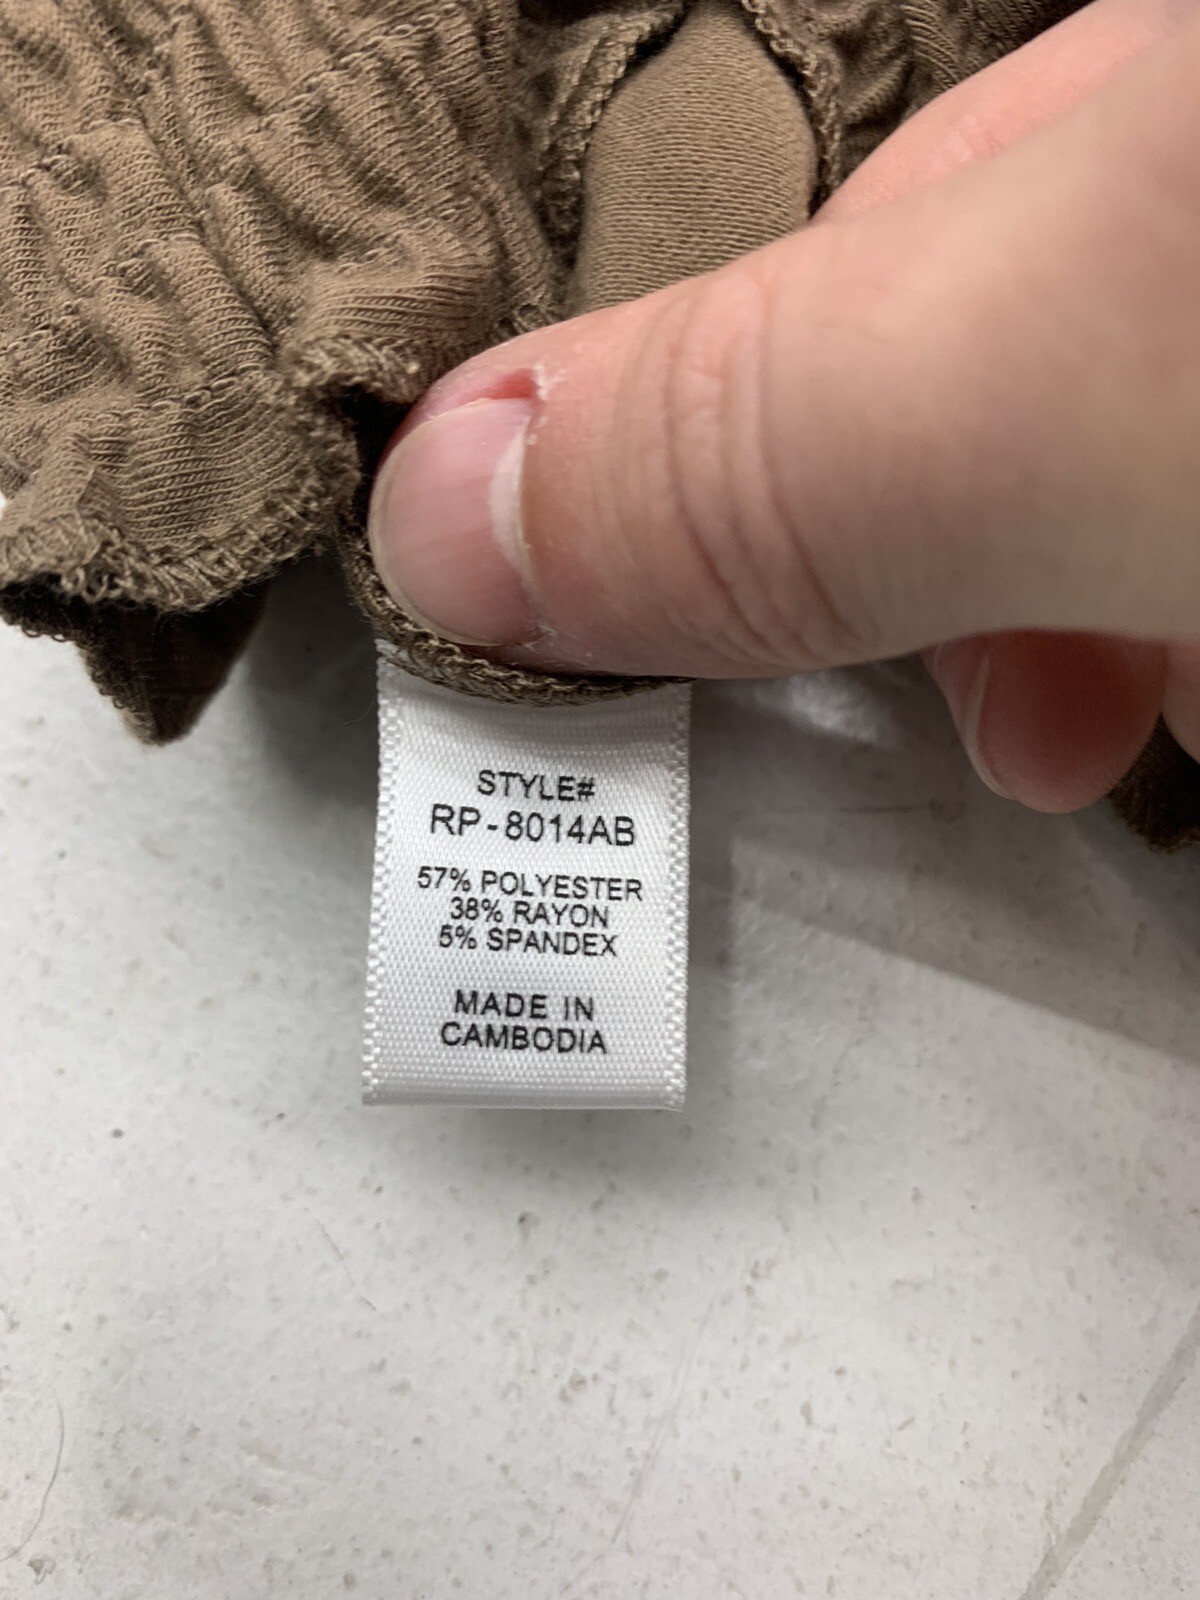 STYLE#
RP-8014AB
57% POLYESTER
38% RAYON
5% SPANDEX
MADE IN
CAMBODIA